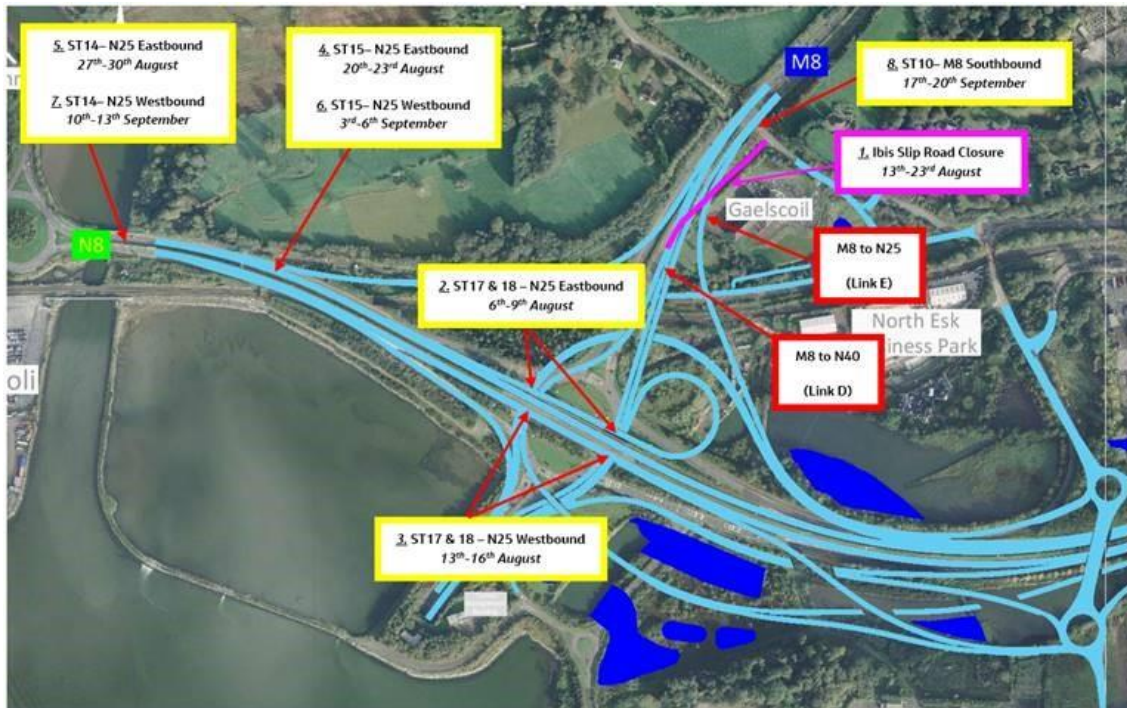 5. ST14– N25 Eastbound
27th-30th August
7. ST14– N25 Westbound
10th-13th September
4. ST15– N25 Eastbound
20th-23rd August
6. ST15– N25 Westbound
3rd-6th September
M8
8. ST10– M8 Southbound
17th-20th September
1. Ibis Slip Road Closure
13th-23rd August
Gaelscoil
N8
M8 to N25
(Link E)
2. ST17 & 18 – N25 Eastbound
6th-9th August
North Esk
iness Park
M8 to N40
(Link D)
oli
3. ST17 & 18 – N25 Westbound
13th-16th August